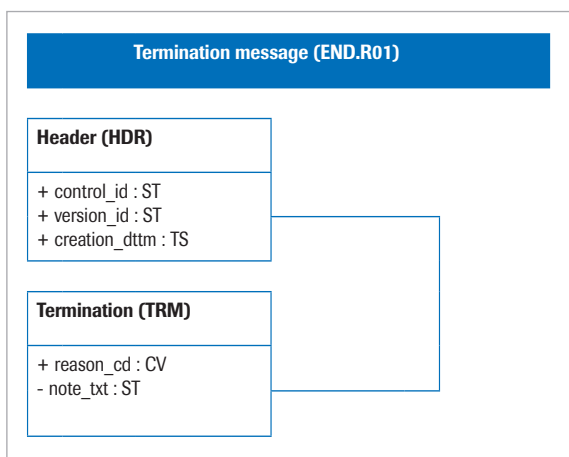 Termination message (END.R01)
Header (HDR)
+ control_id : ST
+ version_id : ST
+ creation_dttm : TS
Termination (TRM)
+ reason_cd : CV
- note_txt : ST